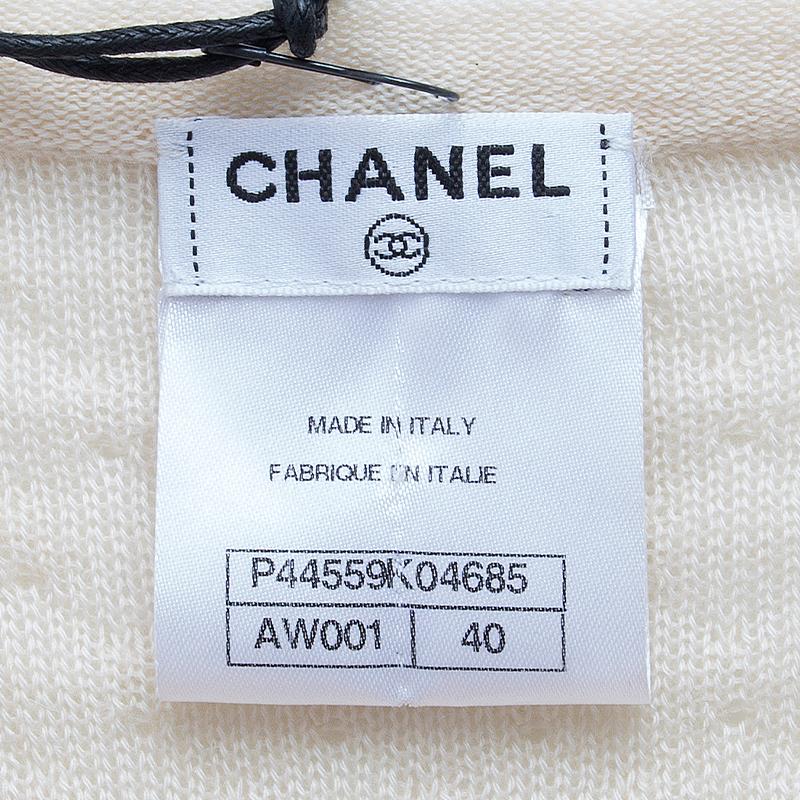 CHANEL
MADE IN ITALY
FABRIQUE EN ITALIE
P44559K04685
AW001 40